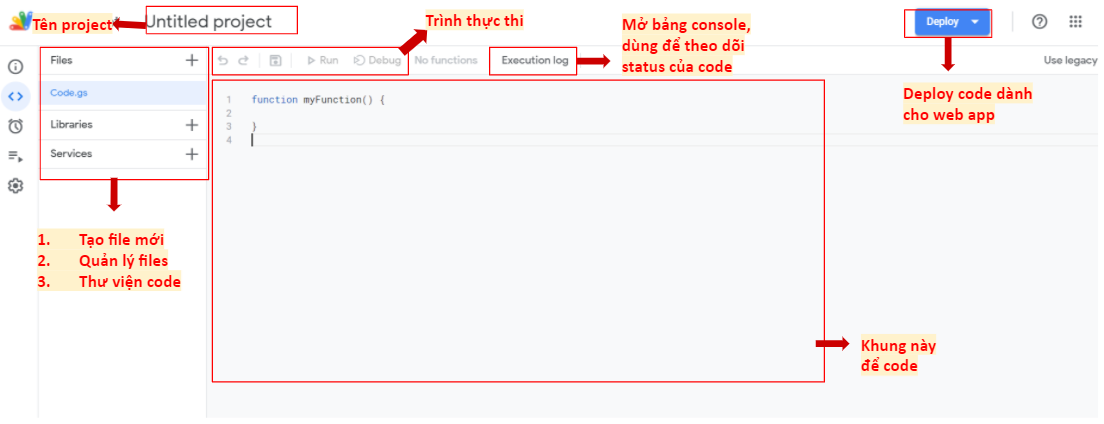 Tên project
Untitled project
Trình thực thi
Mở bảng console,
dùng để theo dõi
status của code
Deploy
Files
Run
Debug
No functions
Execution log
Use legacy
Code.gs
Libraries
Services
1 function myFunction() {
2
3 }
4
Deploy code dành
cho web app
1. Tạo file mới
2. Quản lý files
3. Thư viện code
Khung này
để code